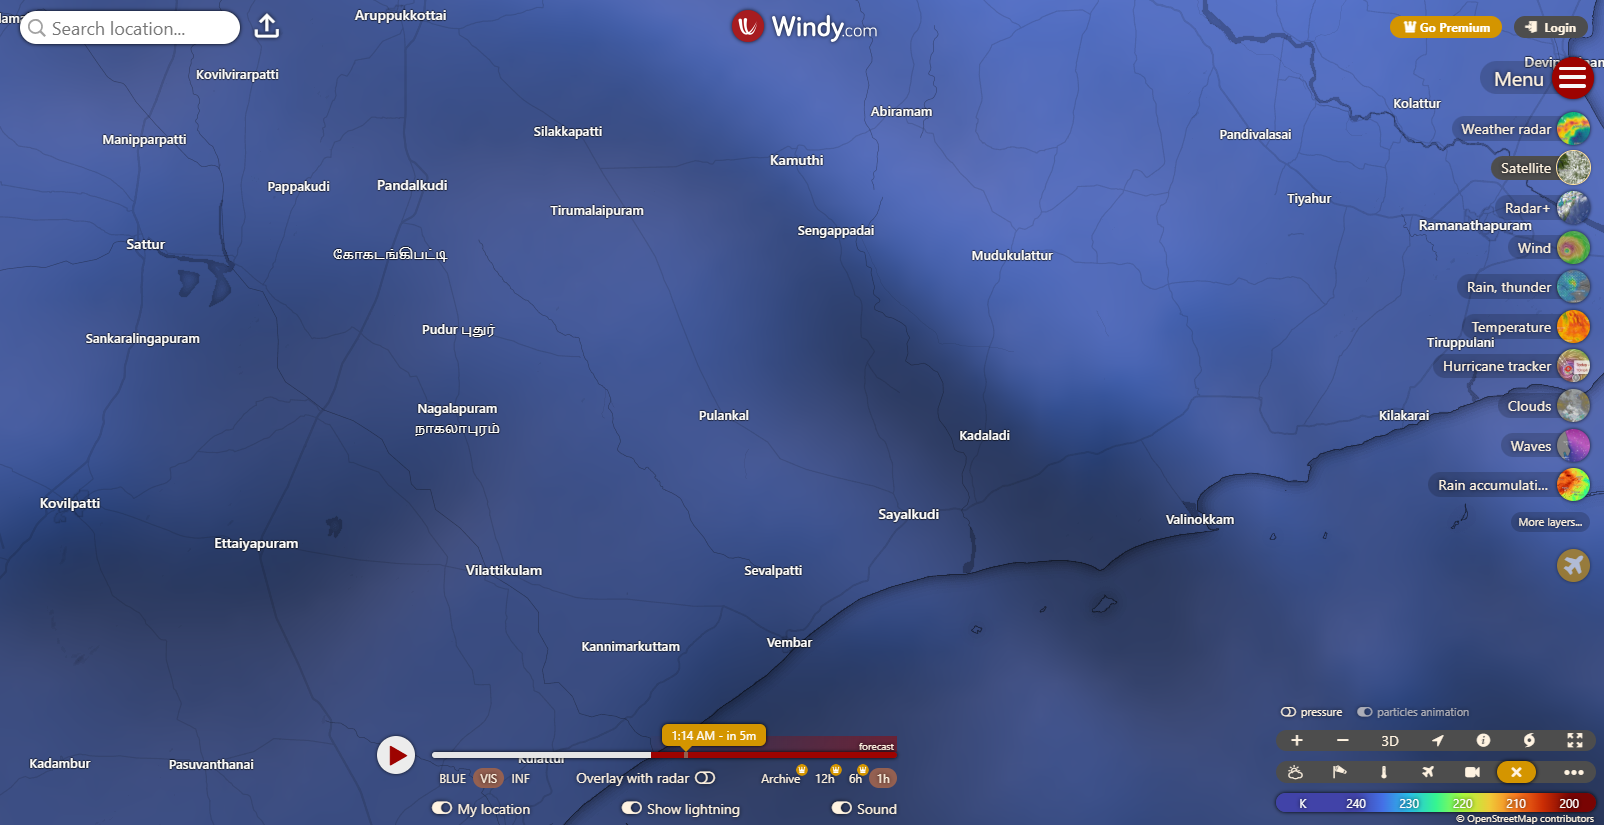 Search location...
Aruppukkottai
Windy.com
Go Premium
Login
Kovilvirarpatti
Menu
Abiramam
Kolattur
Manipparpatti
Silakkapatti
Pandivalasai
Weather radar
Kamuthi
Satellite
Pappakudi
Pandalkudi
Tirumalaipuram
Tiyahur
Radar+
Ramanathapuram
Sattur
Sengappadai
Wind
கோகடங்கிபட்டி
Mudukulattur
Rain, thunder
Sankaralingapuram
Pudur புதூர்
Temperature
Tiruppulani
Hurricane tracker
Nagalapuram
நாகலாபுரம்
Pulankal
Kadaladi
Kilakarai
Clouds
Waves
Rain accumulati...
Kovilpatti
Sayalkudi
Valinokkam
More layers...
Ettaiyapuram
Vilattikulam
Sevalpatti
Kannimarkuttam
Vembar
pressure
particles animation
1:14 AM - in 5m
forecast
3D
Kadambur
Pasuvanthanai
Kulattur
BLUE VIS INF
Overlay with radar
Archive 12h 6h 1h
My location
Show lightning
Sound
K 240 230 220 210 200
© OpenStreetMap contributors